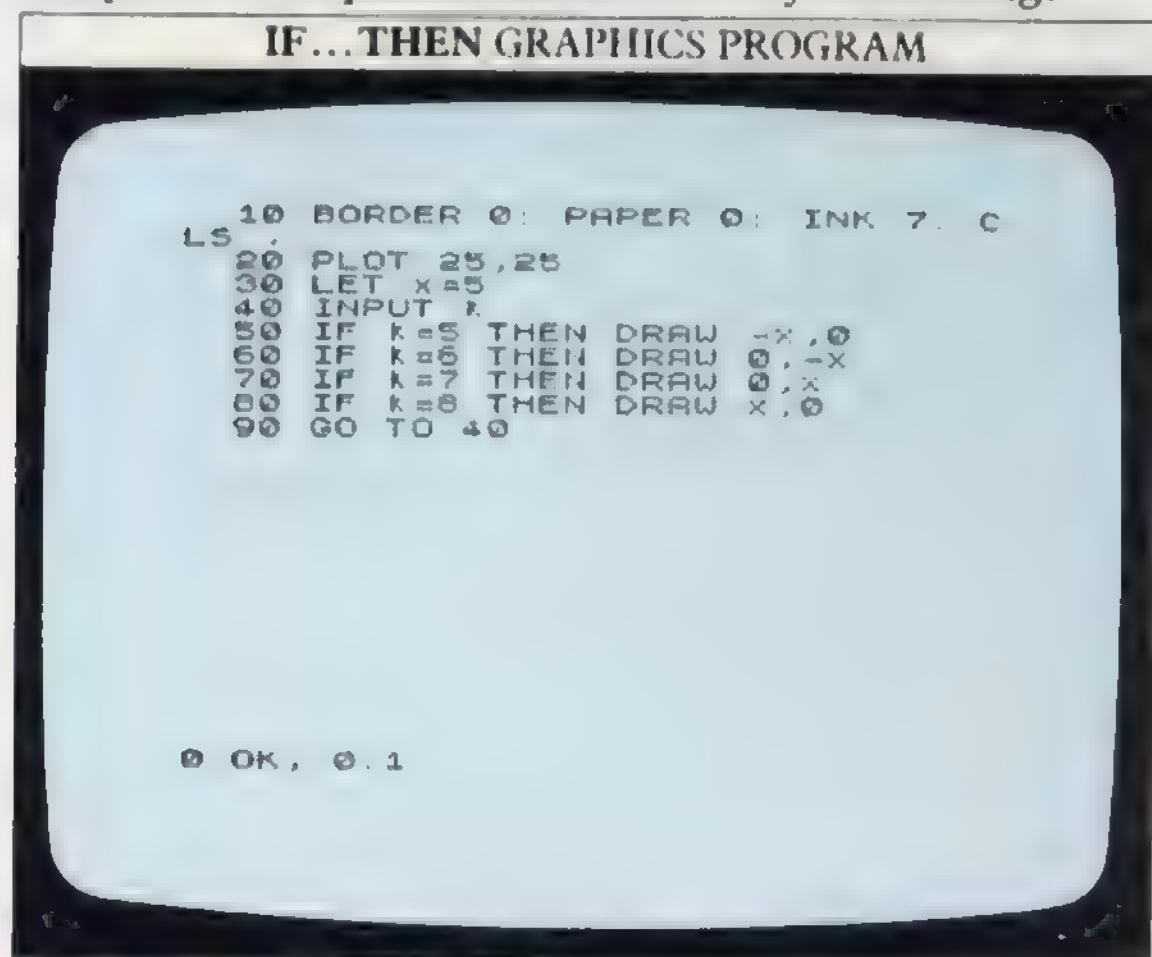 IF...THEN GRAPHICS PROGRAM
10 BORDER 0: PAPER 0: INK 7: C
LS
20 PLOT 25,25
30 LET x=5
40 INPUT k
50 IF k=5 THEN DRAW -x,0
60 IF k=6 THEN DRAW 0,-x
70 IF k=7 THEN DRAW 0,x
80 IF k=8 THEN DRAW x,0
90 GO TO 40
0 OK, 0:1